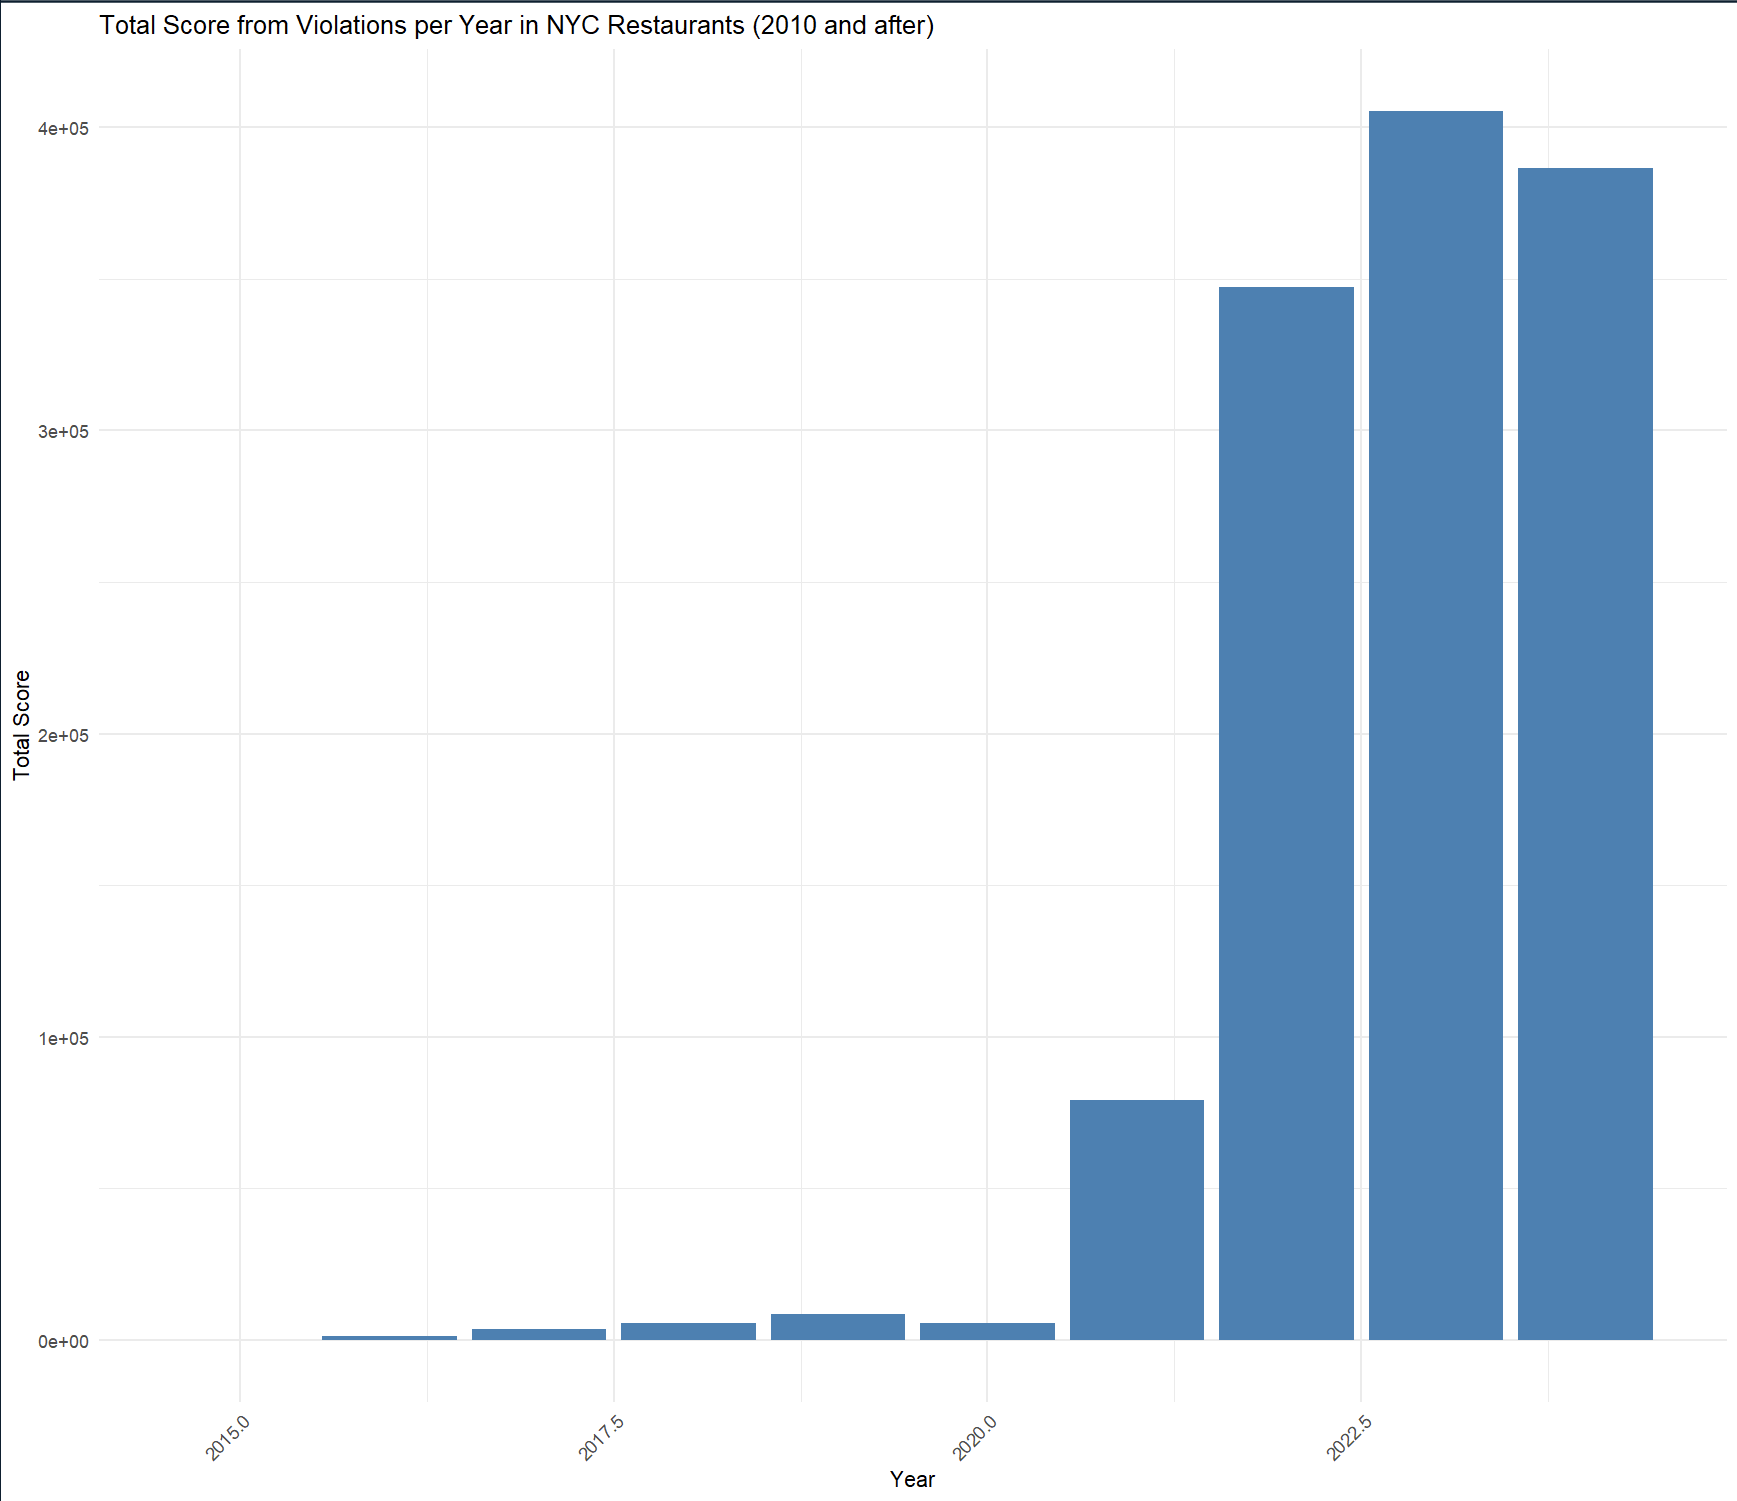 Total Score from Violations per Year in NYC Restaurants (2010 and after)
4e+05
3e+05
2e+05
1e+05
0e+00
Total Score
2015.0
2017.5
2020.0
2022.5
Year